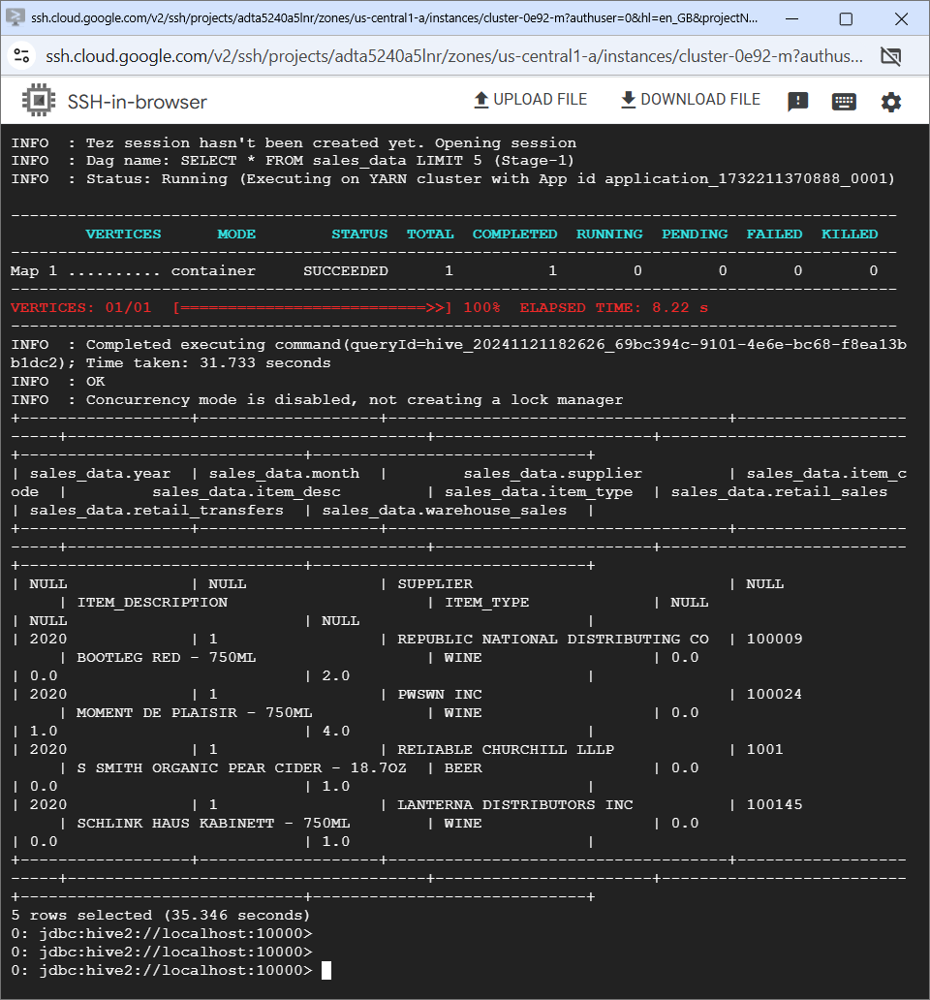 ssh.cloud.google.com/v2/ssh/projects/adta5240a5lnr/zones/us-central1-a/instances/cluster-0e92-m?authuser=0&hl=en_GB&projectN...
ssh.cloud.google.com/v2/ssh/projects/adta5240a5lnr/zones/us-central1-a/instances/cluster-0e92-m?authus...
SSH-in-browser
UPLOAD FILE
DOWNLOAD FILE
INFO  : Tez session hasn't been created yet. Opening session
INFO  : Dag name: SELECT * FROM sales_data LIMIT 5 (Stage-1)
INFO  : Status: Running (Executing on YARN cluster with App id application_1732211370888_0001)
----------------------------------------------------------------------------------------------
        VERTICES      MODE        STATUS  TOTAL  COMPLETED  RUNNING  PENDING  FAILED  KILLED
----------------------------------------------------------------------------------------------
Map 1 .......... container     SUCCEEDED      1          1        0        0       0       0
----------------------------------------------------------------------------------------------
VERTICES: 01/01  [==========================>>] 100%  ELAPSED TIME: 8.22 s
----------------------------------------------------------------------------------------------
INFO  : Completed executing command(queryId=hive_20241121182626_69bc394c-9101-4e6e-bc68-f8ea13b
b1dc2); Time taken: 31.733 seconds
INFO  : OK
INFO  : Concurrency mode is disabled, not creating a lock manager
+------------------+-------------------+------------------------------------+------------------
-----+--------------------------------------+-----------------------+--------------------------
+------------------------------+-----------------------------+
| sales_data.year  | sales_data.month  |        sales_data.supplier         | sales_data.item_c
ode  |         sales_data.item_desc         | sales_data.item_type  | sales_data.retail_sales
| sales_data.retail_transfers  | sales_data.warehouse_sales  |
+------------------+-------------------+------------------------------------+------------------
-----+--------------------------------------+-----------------------+--------------------------
+------------------------------+-----------------------------+
| NULL             | NULL              | SUPPLIER                           | NULL
     | ITEM_DESCRIPTION                     | ITEM_TYPE             | NULL
| NULL                         | NULL                        |
| 2020             | 1                 | REPUBLIC NATIONAL DISTRIBUTING CO  | 100009
     | BOOTLEG RED - 750ML                  | WINE                  | 0.0
| 0.0                          | 2.0                         |
| 2020             | 1                 | PWSWN INC                          | 100024
     | MOMENT DE PLAISIR - 750ML            | WINE                  | 0.0
| 1.0                          | 4.0                         |
| 2020             | 1                 | RELIABLE CHURCHILL LLLP            | 1001
     | S SMITH ORGANIC PEAR CIDER - 18.7OZ  | BEER                  | 0.0
| 0.0                          | 1.0                         |
| 2020             | 1                 | LANTERNA DISTRIBUTORS INC          | 100145
     | SCHLINK HAUS KABINETT - 750ML        | WINE                  | 0.0
| 0.0                          | 1.0                         |
+------------------+-------------------+------------------------------------+------------------
-----+--------------------------------------+-----------------------+--------------------------
+------------------------------+-----------------------------+
5 rows selected (35.346 seconds)
0: jdbc:hive2://localhost:10000>
0: jdbc:hive2://localhost:10000>
0: jdbc:hive2://localhost:10000>